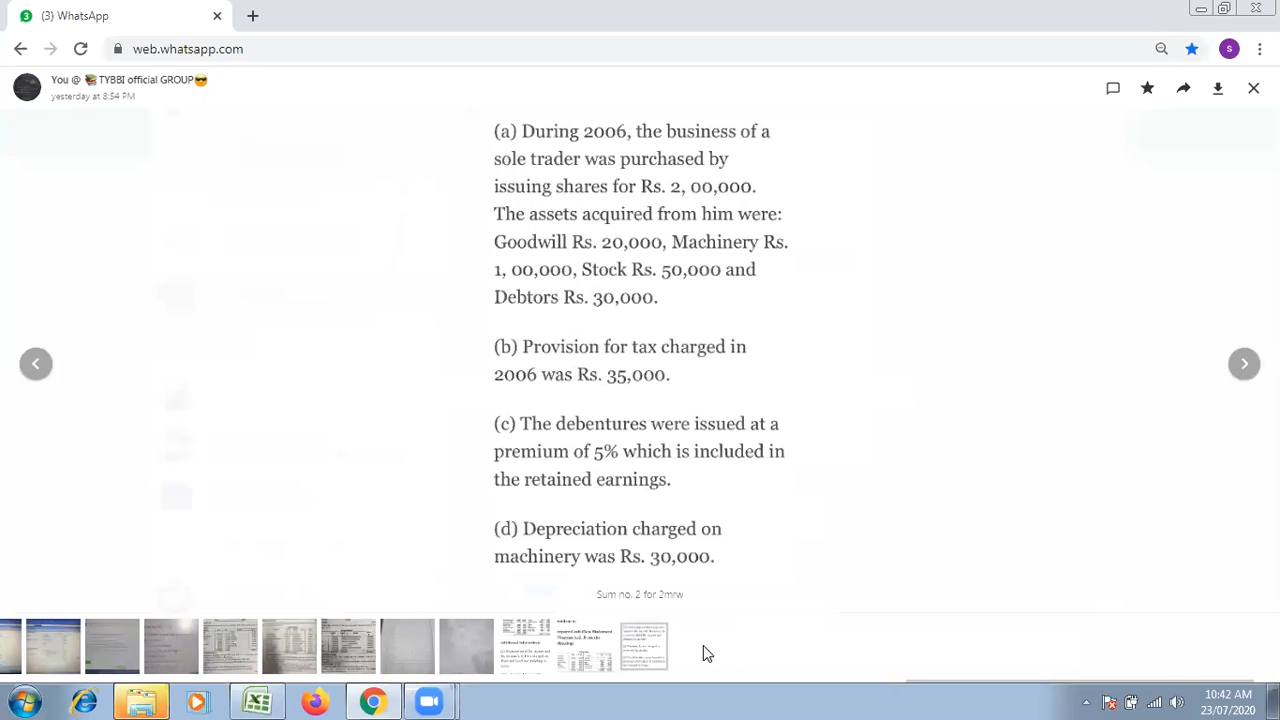 3
(3) WhatsApp
web.whatsapp.com
S
You @ 📚TYBBI official GROUP😎
yesterday at 8:54 PM
(a) During 2006, the business of a
sole trader was purchased by
issuing shares for Rs. 2, 00,000.
The assets acquired from him were:
Goodwill Rs. 20,000, Machinery Rs.
1, 00,000, Stock Rs. 50,000 and
Debtors Rs. 30,000.
(b) Provision for tax charged in
2006 was Rs. 35,000.
(c) The debentures were issued at a
premium of 5% which is included in
the retained earnings.
(d) Depreciation charged on
machinery was Rs. 30,000.
Sum no. 2 for 2mrw
10:42 AM
23/07/2020